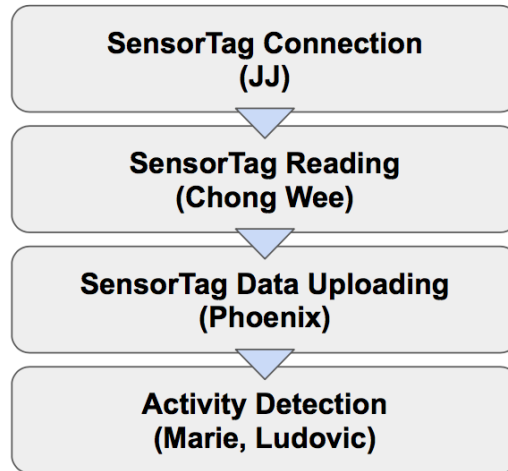 SensorTag Connection
(JJ)
SensorTag Reading
(Chong Wee)
SensorTag Data Uploading
(Phoenix)
Activity Detection
(Marie, Ludovic)